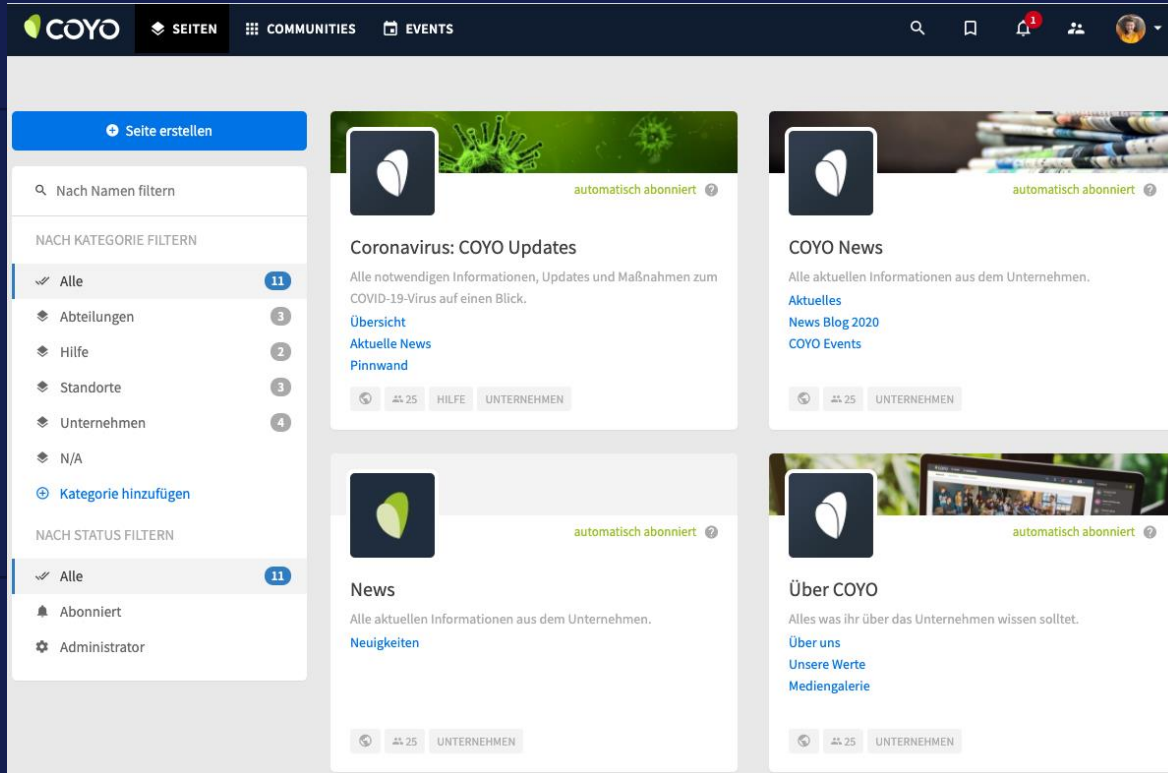 COYO
SEITEN
COMMUNITIES
EVENTS
1
Seite erstellen
Nach Namen filtern
NACH KATEGORIE FILTERN
Alle 11
Abteilungen 3
Hilfe 2
Standorte 3
Unternehmen 4
N/A
Kategorie hinzufügen
NACH STATUS FILTERN
Alle 11
Abonniert
Administrator
automatisch abonniert ?
Coronavirus: COYO Updates
Alle notwendigen Informationen, Updates und Maßnahmen zum
COVID-19-Virus auf einen Blick.
Übersicht
Aktuelle News
Pinnwand
25 HILFE UNTERNEHMEN
automatisch abonniert ?
COYO News
Alle aktuellen Informationen aus dem Unternehmen.
Aktuelles
News Blog 2020
COYO Events
25 UNTERNEHMEN
automatisch abonniert ?
News
Alle aktuellen Informationen aus dem Unternehmen.
Neuigkeiten
25 UNTERNEHMEN
automatisch abonniert ?
Über COYO
Alles was ihr über das Unternehmen wissen solltet.
Über uns
Unsere Werte
Mediengalerie
25 UNTERNEHMEN